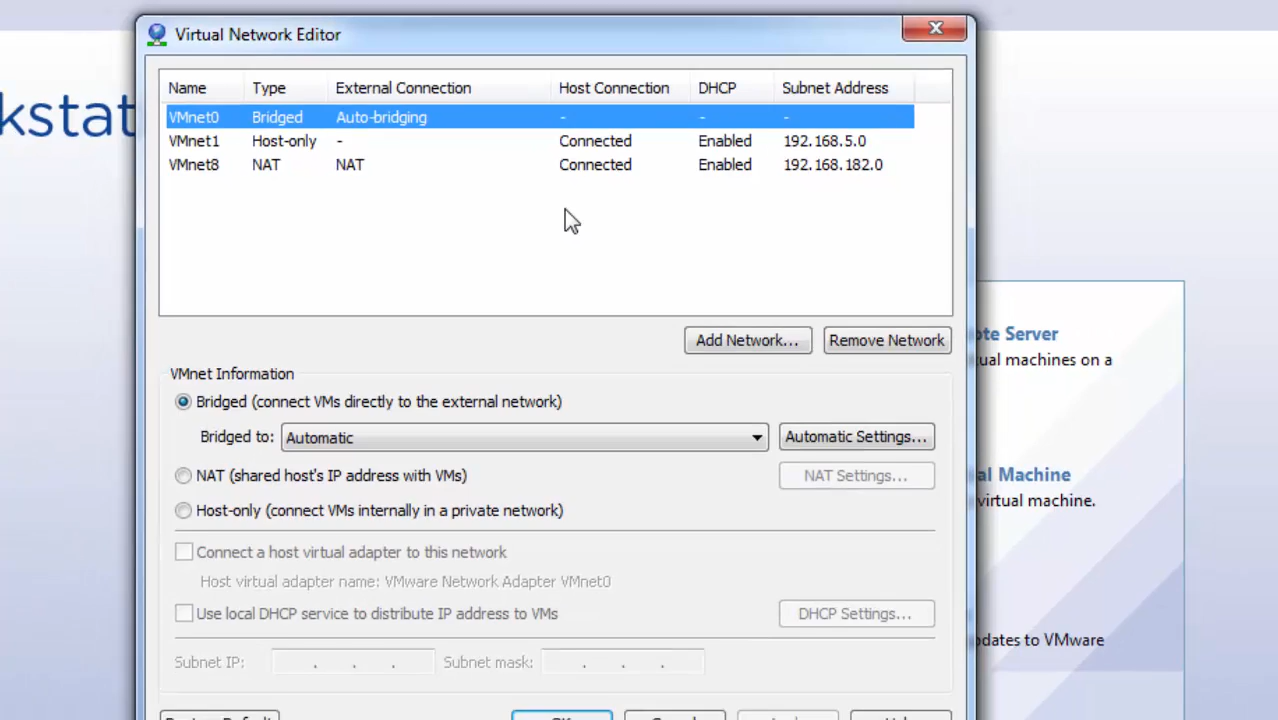 Virtual Network Editor
kstat
Name Type External Connection Host Connection DHCP Subnet Address
VMnet0 Bridged Auto-bridging - - -
VMnet1 Host-only - Connected Enabled 192.168.5.0
VMnet8 NAT NAT Connected Enabled 192.168.182.0
Add Network... Remove Network
ote Server
tual machines on a
VMnet Information
Bridged (connect VMs directly to the external network)
Bridged to: Automatic Automatic Settings...
NAT (shared host's IP address with VMs) NAT Settings...
al Machine
virtual machine.
Host-only (connect VMs internally in a private network)
Connect a host virtual adapter to this network
Host virtual adapter name: VMware Network Adapter VMnet0
Use local DHCP service to distribute IP address to VMs DHCP Settings...
pdates to VMware
Subnet IP: . . . Subnet mask: . . .